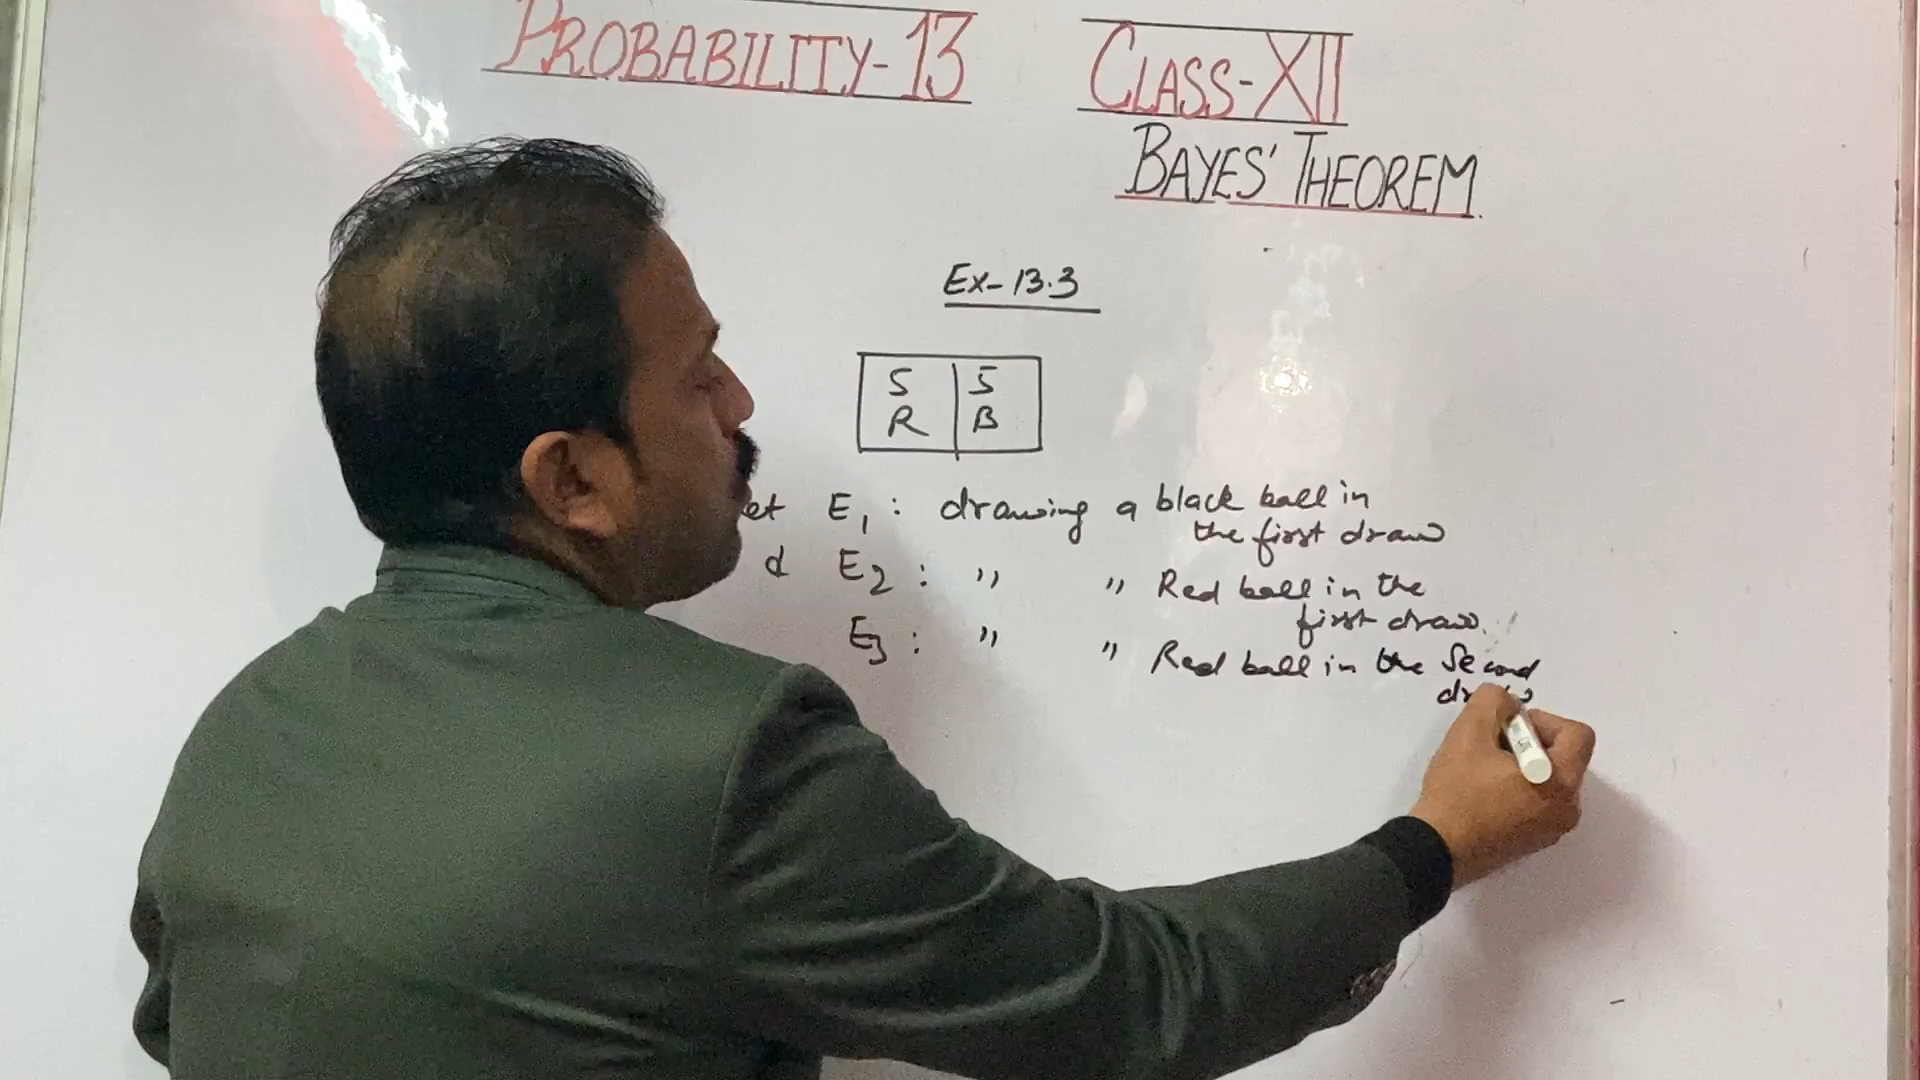 PROBABILITY-13 CLASS-XII
BAYES' THEOREM.
Ex-13.3
5 5
R B
et E1 : drawing a black ball in
the first draw
d E2 : " " Red ball in the
first draw.
E3 : " " Red ball in the Second